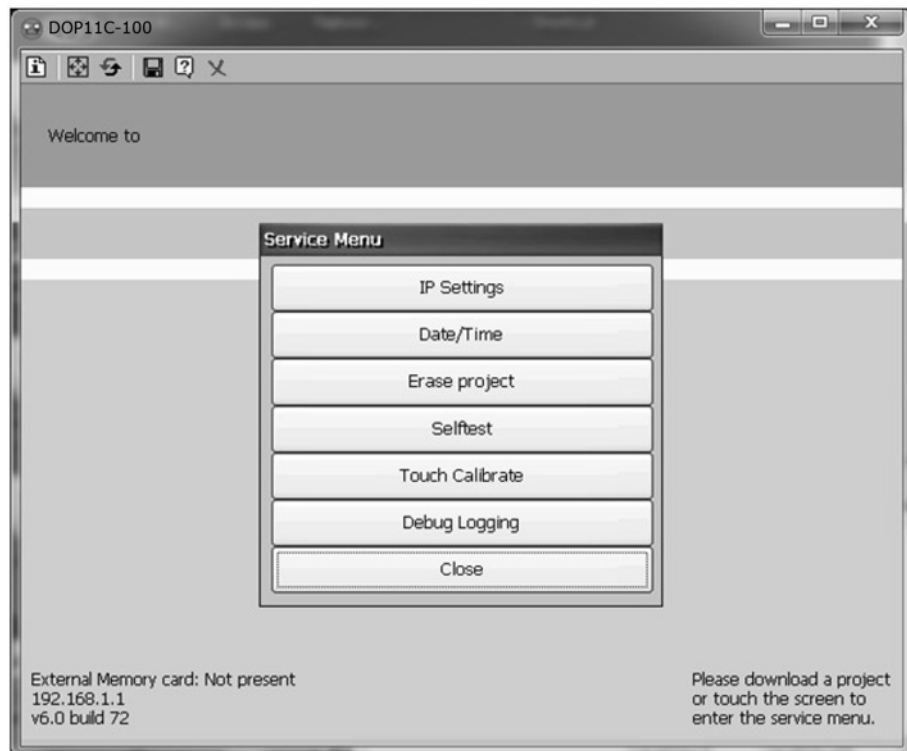 DOP11C-100
Welcome to
Service Menu
IP Settings
Date/Time
Erase project
Selftest
Touch Calibrate
Debug Logging
Close
External Memory card: Not present
192.168.1.1
v6.0 build 72
Please download a project
or touch the screen to
enter the service menu.